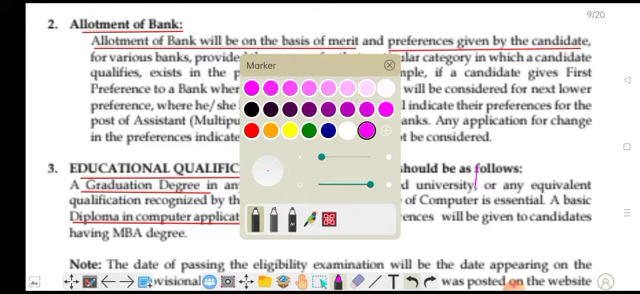 9/20
2. Allotment of Bank:
Allotment of Bank will be on the basis of merit and preferences given by the candidate,
for various banks, provide ular category in which a candidate
qualifies, exists in the p mple, if a candidate gives First
Preference to a Bank wher will be considered for next lower
preference, where he/she l l indicate their preferences for the
post of Assistant (Multipu anks. Any application for change
in the preferences indicate t be considered.
Marker
3. EDUCATIONAL QUALIFIC should be as follows:
A Graduation Degree in any d university or any equivalent
qualification recognized by th of Computer is essential. A basic
Diploma in computer applicat ences will be given to candidates
having MBA degree.
Note: The date of passing the eligibility examination will be the date appearing on the
ovisional was posted on the website